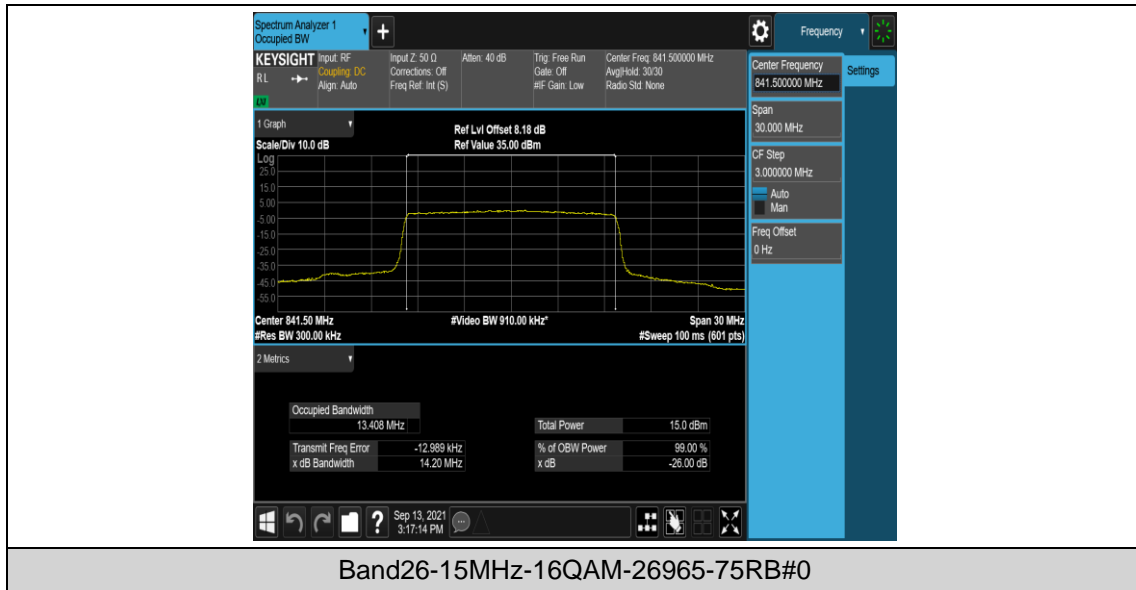 Spectrum Analyzer 1
Occupied BW
+
Frequency
KEYSIGHT
RL
LXI
Input: RF
Coupling: DC
Align: Auto
Input Z: 50 Ω
Corrections: Off
Freq Ref: Int (S)
Atten: 40 dB
Trig: Free Run
Gate: Off
#IF Gain: Low
Center Freq: 841.500000 MHz
Avg|Hold: 30/30
Radio Std: None
Center Frequency
841.500000 MHz
Settings
Span
30.000 MHz
CF Step
3.000000 MHz
Auto
Man
Freq Offset
0 Hz
1 Graph
Scale/Div 10.0 dB
Ref Lvl Offset 8.18 dB
Ref Value 35.00 dBm
Log
25.0
15.0
5.00
-5.00
-15.0
-25.0
-35.0
-45.0
-55.0
Center 841.50 MHz
#Video BW 910.00 kHz*
Span 30 MHz
#Res BW 300.00 kHz
#Sweep 100 ms (601 pts)
2 Metrics
Occupied Bandwidth
13.408 MHz
Total Power 15.0 dBm
Transmit Freq Error -12.989 kHz
% of OBW Power 99.00 %
x dB Bandwidth 14.20 MHz
x dB -26.00 dB
?
Sep 13, 2021
3:17:14 PM
Band26-15MHz-16QAM-26965-75RB#0